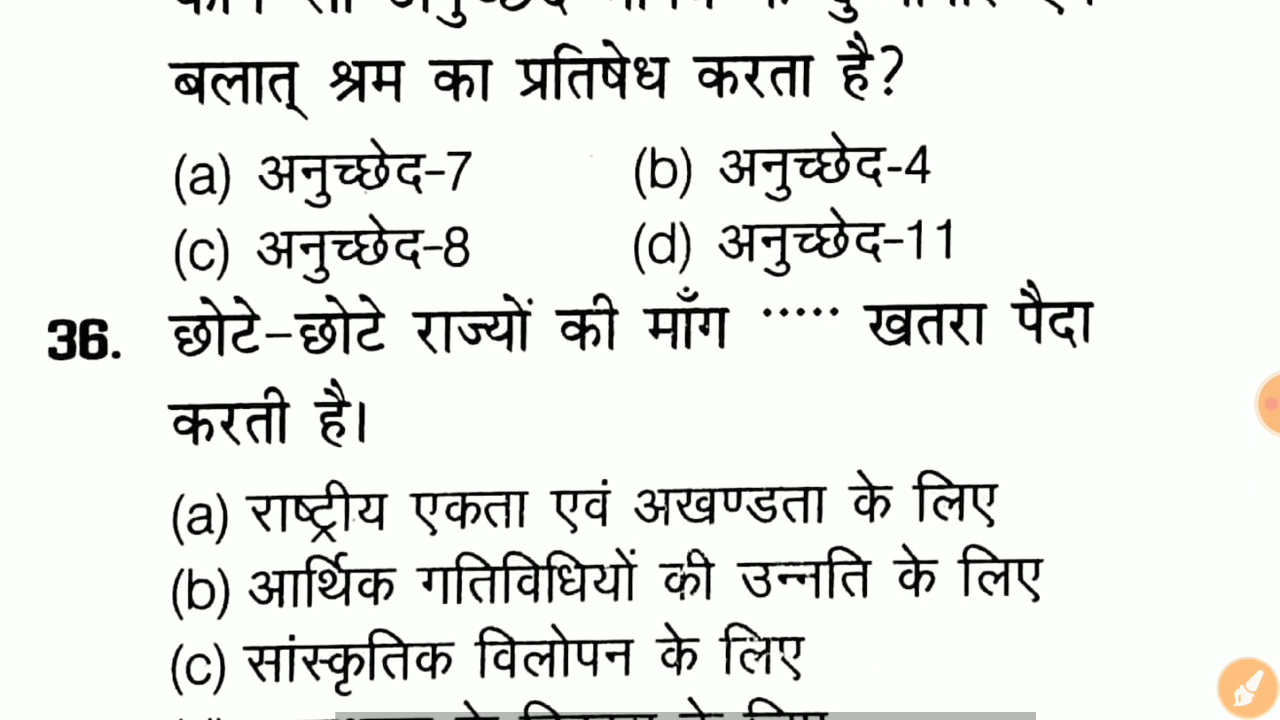 बलात् श्रम का प्रतिषेध करता है?
(a) अनुच्छेद-7 (b) अनुच्छेद-4
(c) अनुच्छेद-8 (d) अनुच्छेद-11
36. छोटे-छोटे राज्यों की माँग ..... खतरा पैदा
करती है।
(a) राष्ट्रीय एकता एवं अखण्डता के लिए
(b) आर्थिक गतिविधियों की उन्नति के लिए
(c) सांस्कृतिक विलोपन के लिए